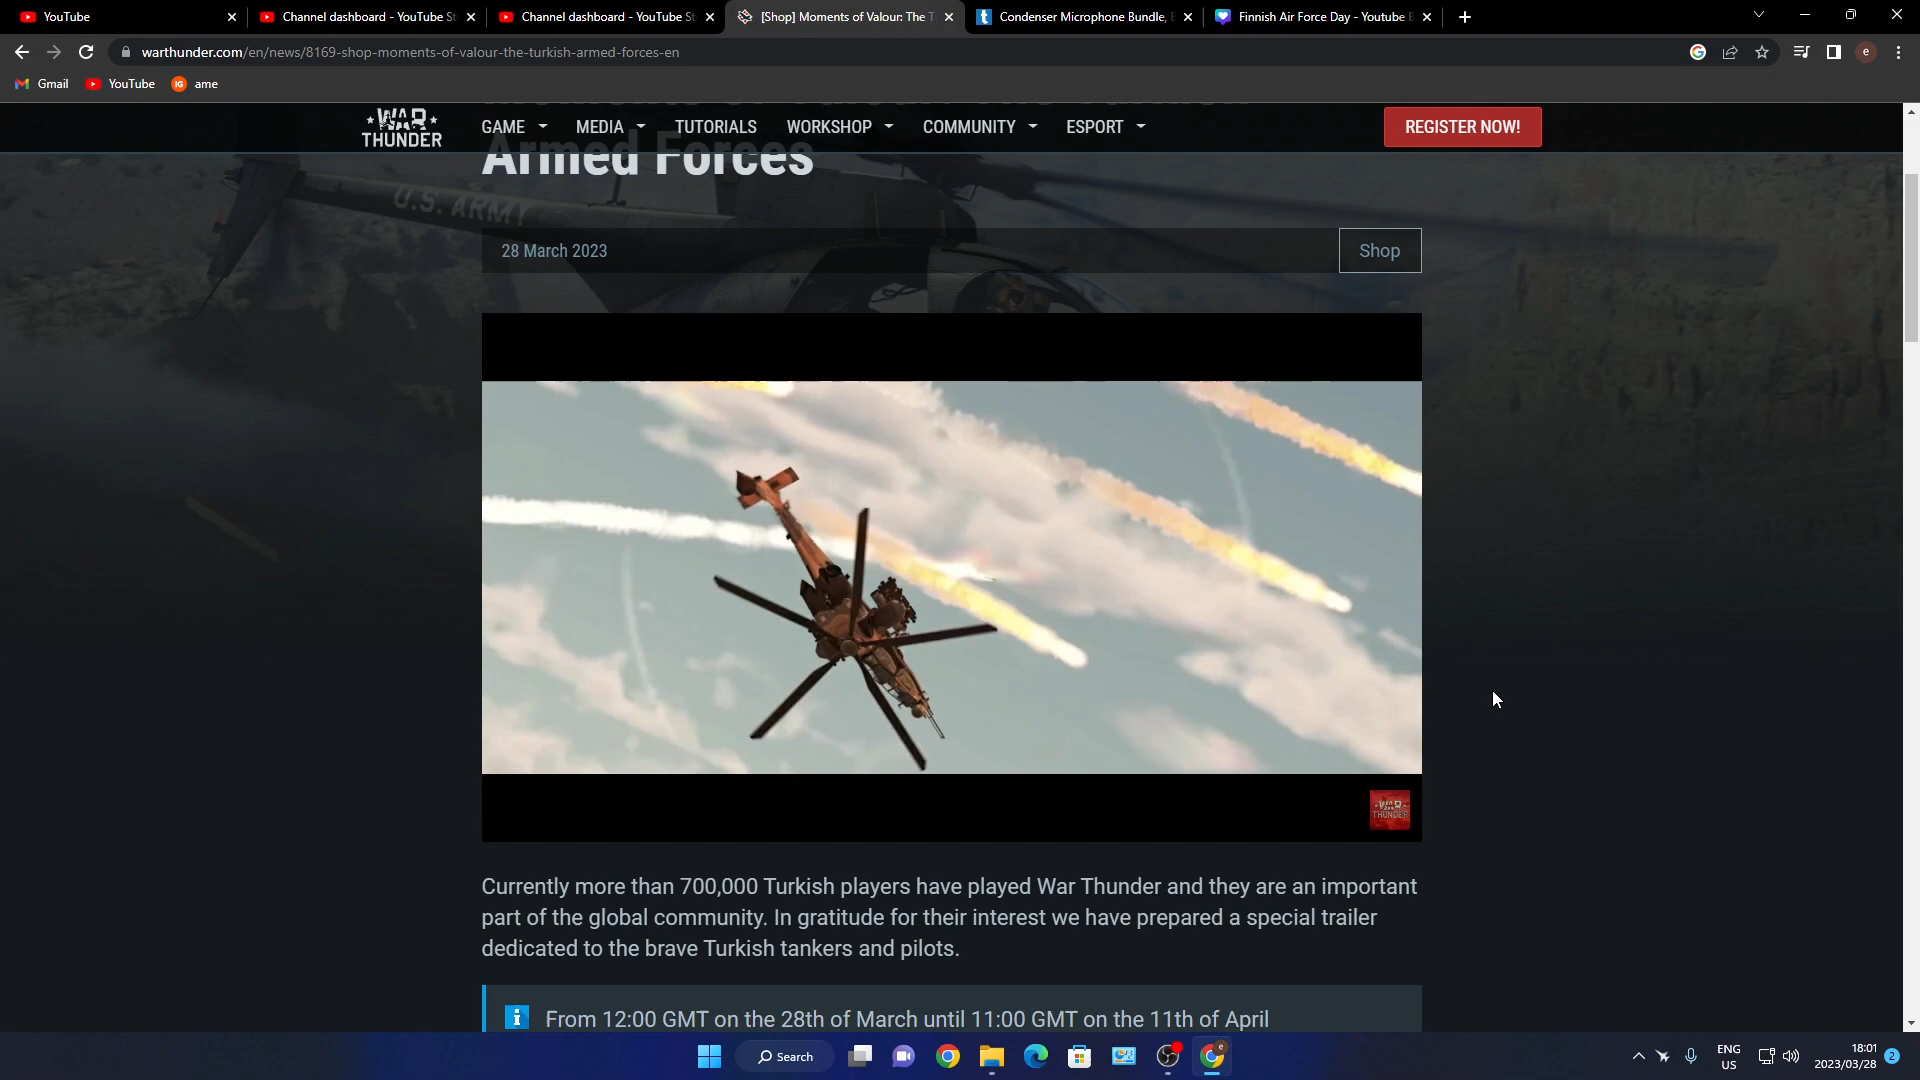 YouTube
Channel dashboard - YouTube St
Channel dashboard - YouTube St
[Shop] Moments of Valour: The T
Condenser Microphone Bundle,
Finnish Air Force Day - Youtube
warthunder.com/en/news/8169-shop-moments-of-valour-the-turkish-armed-forces-en
e
Gmail
YouTube
IG
ame
WAR THUNDER
GAME
MEDIA
TUTORIALS
WORKSHOP
COMMUNITY
ESPORT
REGISTER NOW!
Armed Forces
U.S. ARMY
28 March 2023
Shop
WAR
THUNDER
Currently more than 700,000 Turkish players have played War Thunder and they are an important
part of the global community. In gratitude for their interest we have prepared a special trailer
dedicated to the brave Turkish tankers and pilots.
From 12:00 GMT on the 28th of March until 11:00 GMT on the 11th of April
Search
e
ENG
US
18:01
2023/03/28
2